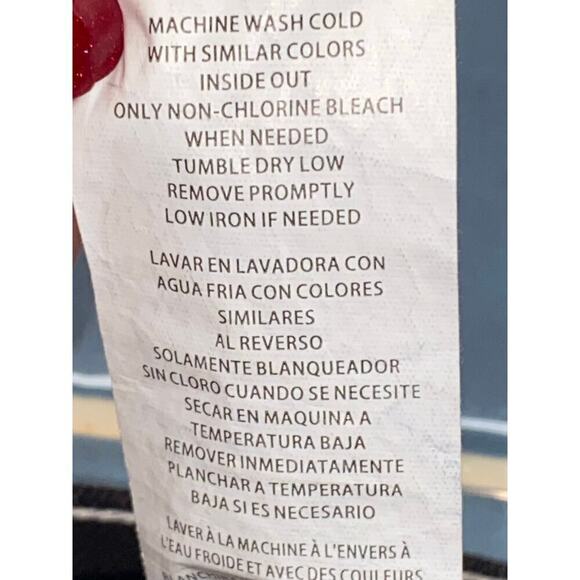 MACHINE WASH COLD
WITH SIMILAR COLORS
INSIDE OUT
ONLY NON-CHLORINE BLEACH
WHEN NEEDED
TUMBLE DRY LOW
REMOVE PROMPTLY
LOW IRON IF NEEDED
LAVAR EN LAVADORA CON
AGUA FRIA CON COLORES
SIMILARES
AL REVERSO
SOLAMENTE BLANQUEADOR
SIN CLORO CUANDO SE NECESITE
SECAR EN MAQUINA A
TEMPERATURA BAJA
REMOVER INMEDIATAMENTE
PLANCHAR A TEMPERATURA
BAJA SI ES NECESARIO
LAVER À LA MACHINE À L'ENVERS À
L'EAU FROIDE ET AVEC DES COULEURS